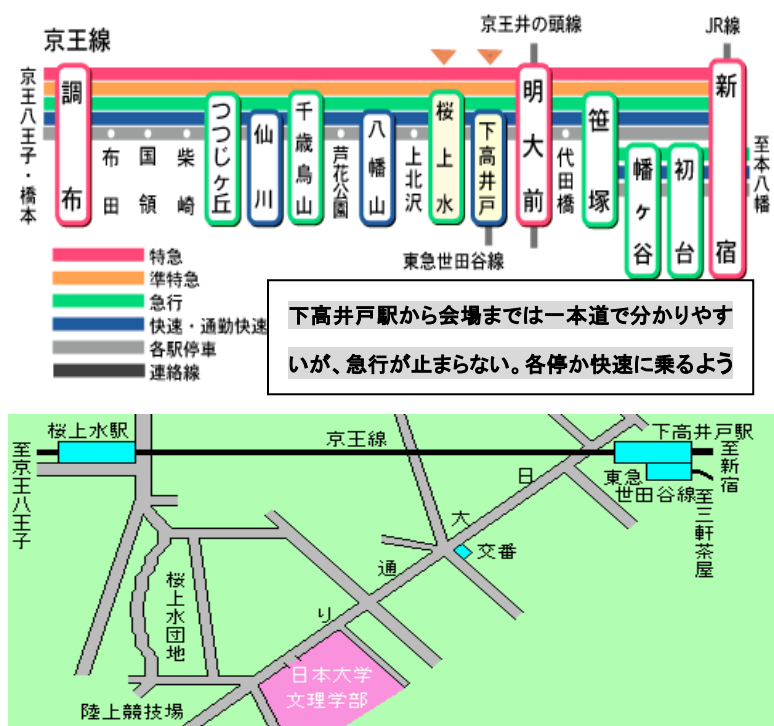 京王線
京王井の頭線
JR線
京王八王子・橋本
調布
布田
国領
柴崎
つつじヶ丘
仙川
千歳烏山
芦花公園
八幡山
上北沢
桜上水
下高井戸
明大前
代田橋
笹塚
幡ヶ谷
初台
新宿
至本八幡
東急世田谷線
特急
準特急
急行
快速・通勤快速
各駅停車
連絡線
下高井戸駅から会場までは一本道で分かりやす
いが、急行が止まらない。各停か快速に乗るよう
桜上水駅
京王線
下高井戸駅
至京王八王子
至新宿
東急
世田谷線
至三軒茶屋
日大通り
交番
桜上水団地
日本大学
文理学部
陸上競技場